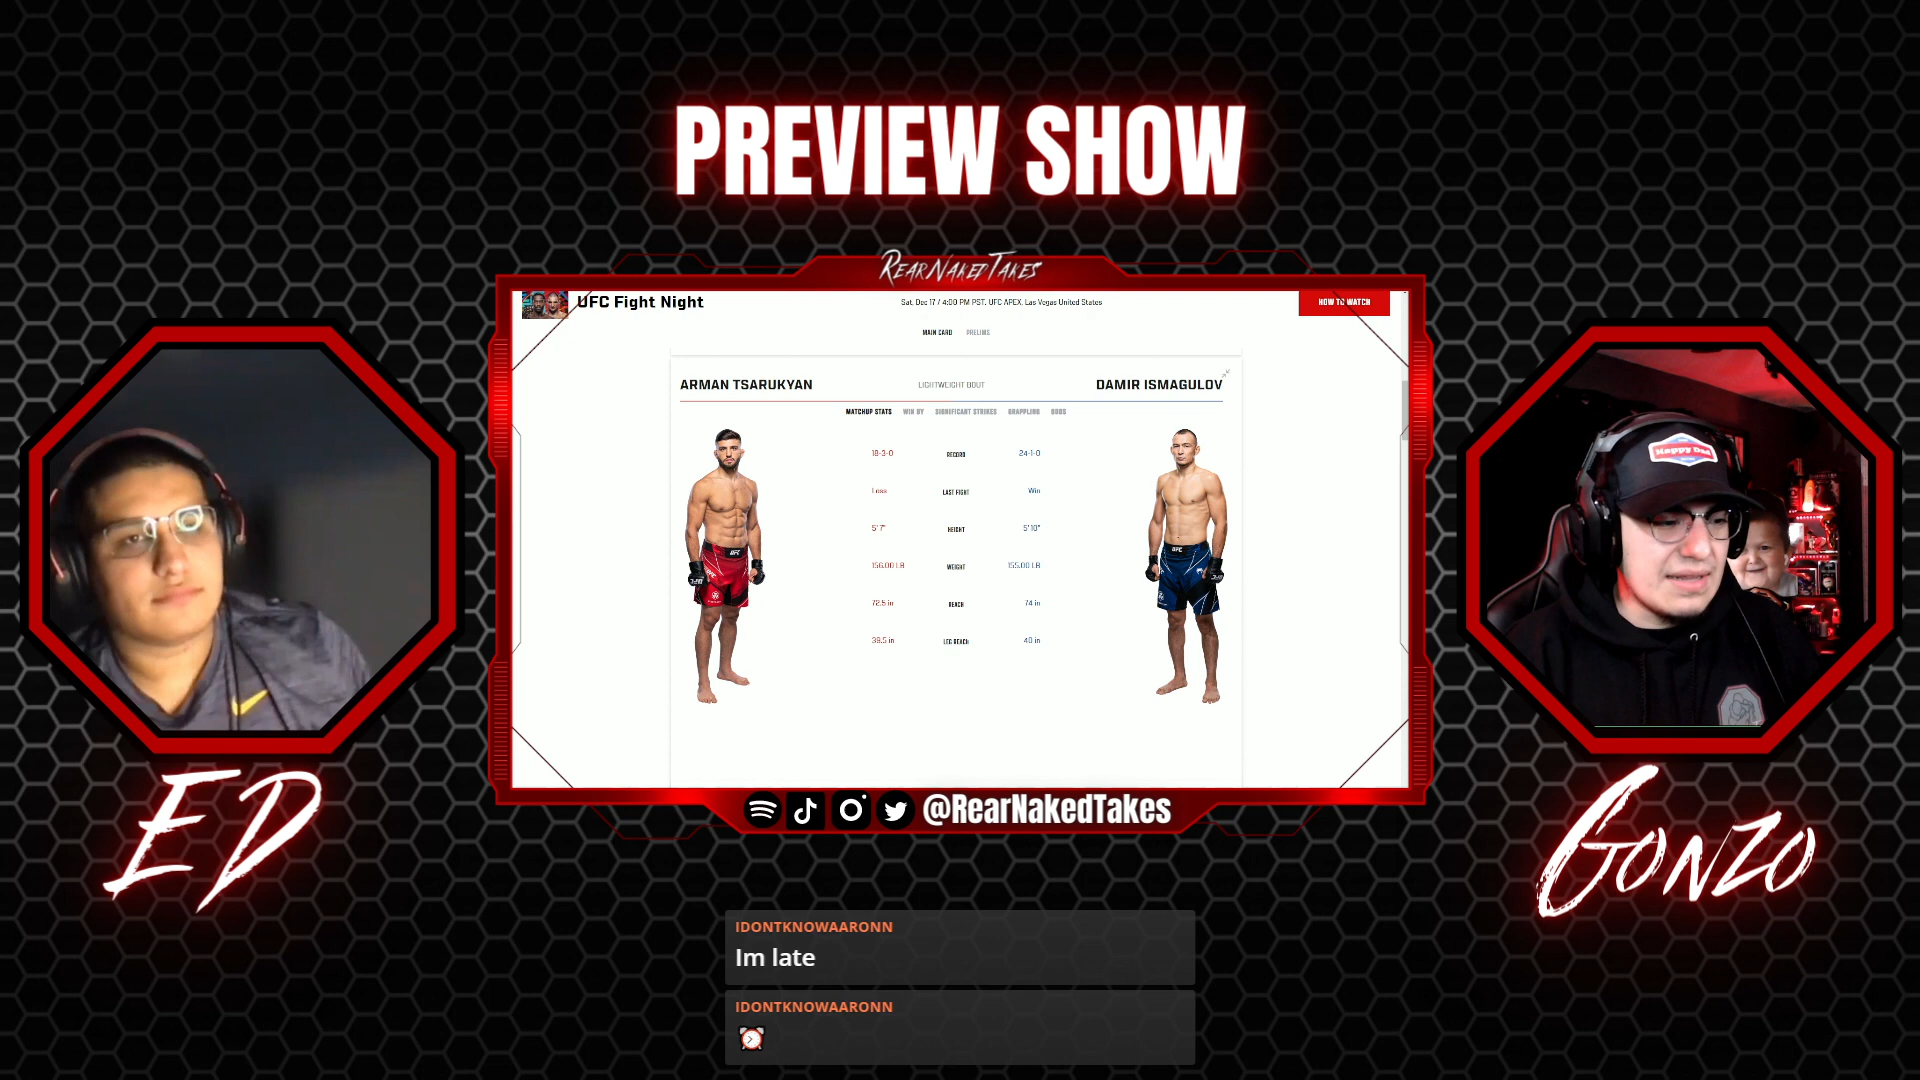 PREVIEW SHOW
REARNAKEDTAKES
UFC Fight Night
Sat, Dec 17 / 4:00 PM PST, UFC APEX, Las Vegas United States
HOW TO WATCH
MAIN CARD PRELIMS
ARMAN TSARUKYAN LIGHTWEIGHT BOUT DAMIR ISMAGULOV
MATCHUP STATS WIN BY SIGNIFICANT STRIKES GRAPPLING ODDS
18-3-0 RECORD 24-1-0
Loss LAST FIGHT Win
5'7" HEIGHT 5'10"
156.00 LB WEIGHT 155.00 LB
72.5 in REACH 74 in
39.5 in LEG REACH 40 in
Happy Dad
@RearNakedTakes
ED
GONZO
IDONTKNOWAARONN
Im late
IDONTKNOWAARONN